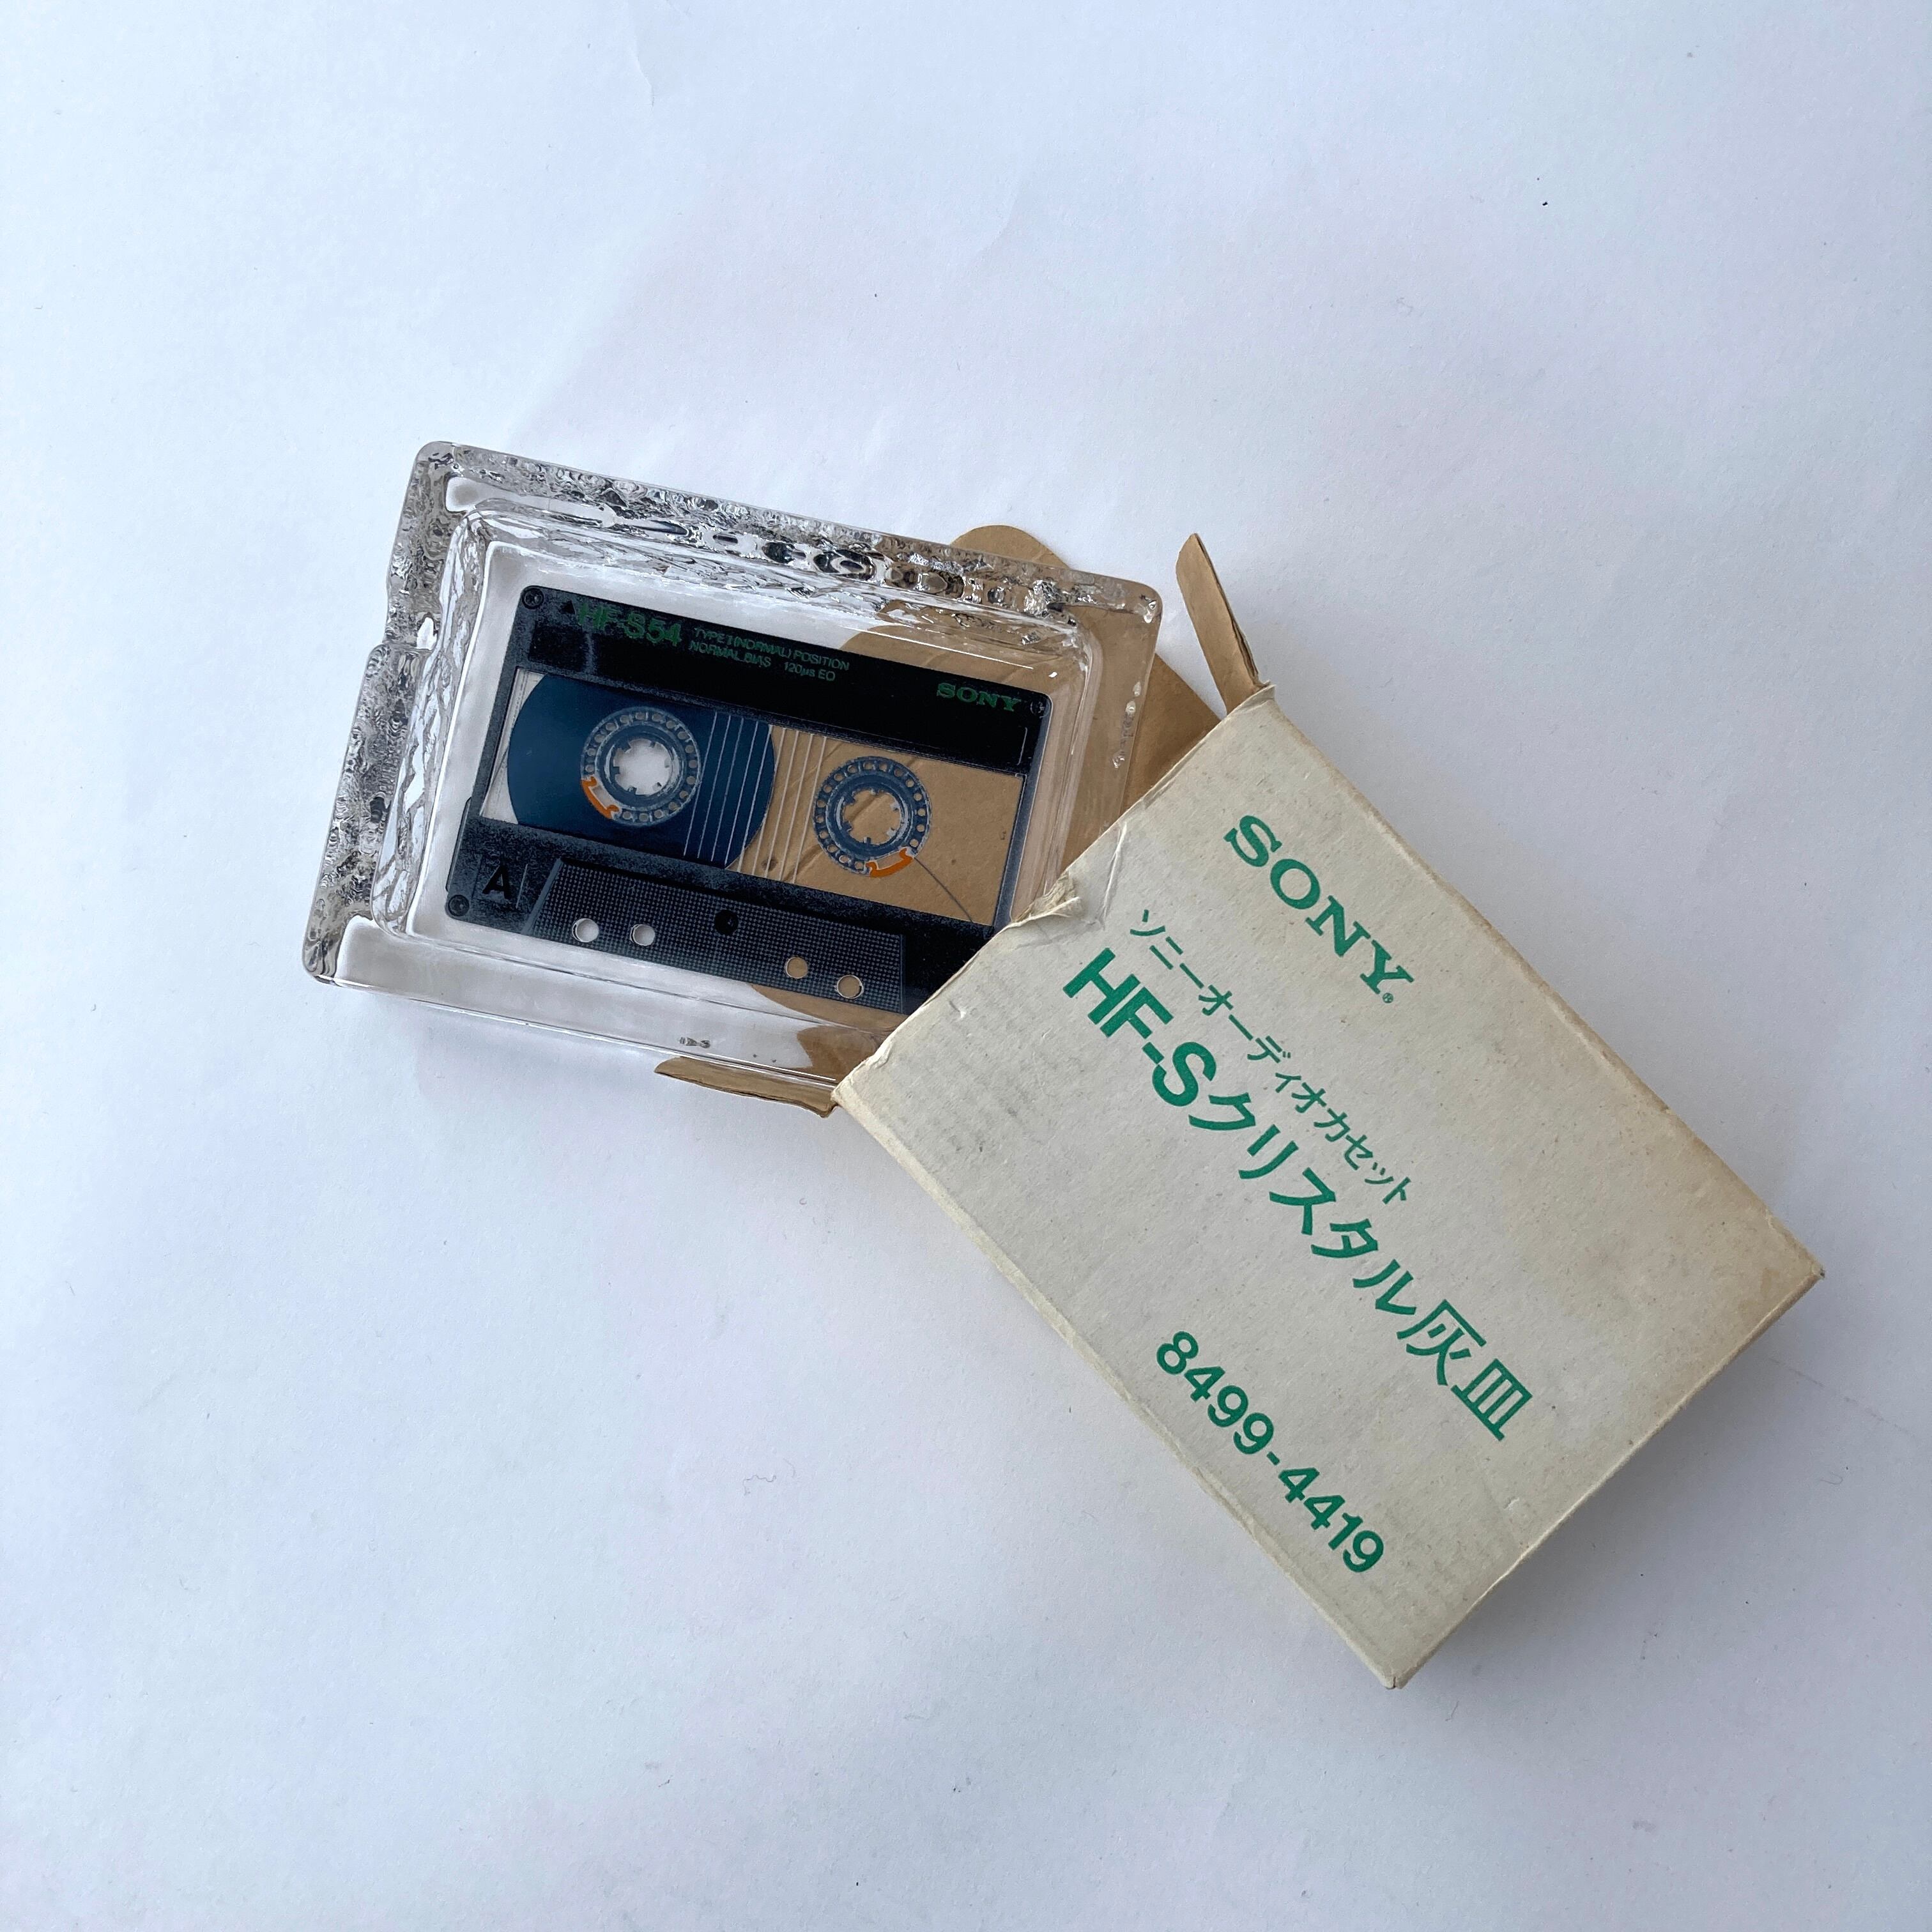 HF-S54
TYPE I (NORMAL) POSITION
NORMAL BIAS 120μs EQ
SONY
A
SONY®
ソニーオーディオカセット
HF-Sクリスタル灰皿
8499-4419